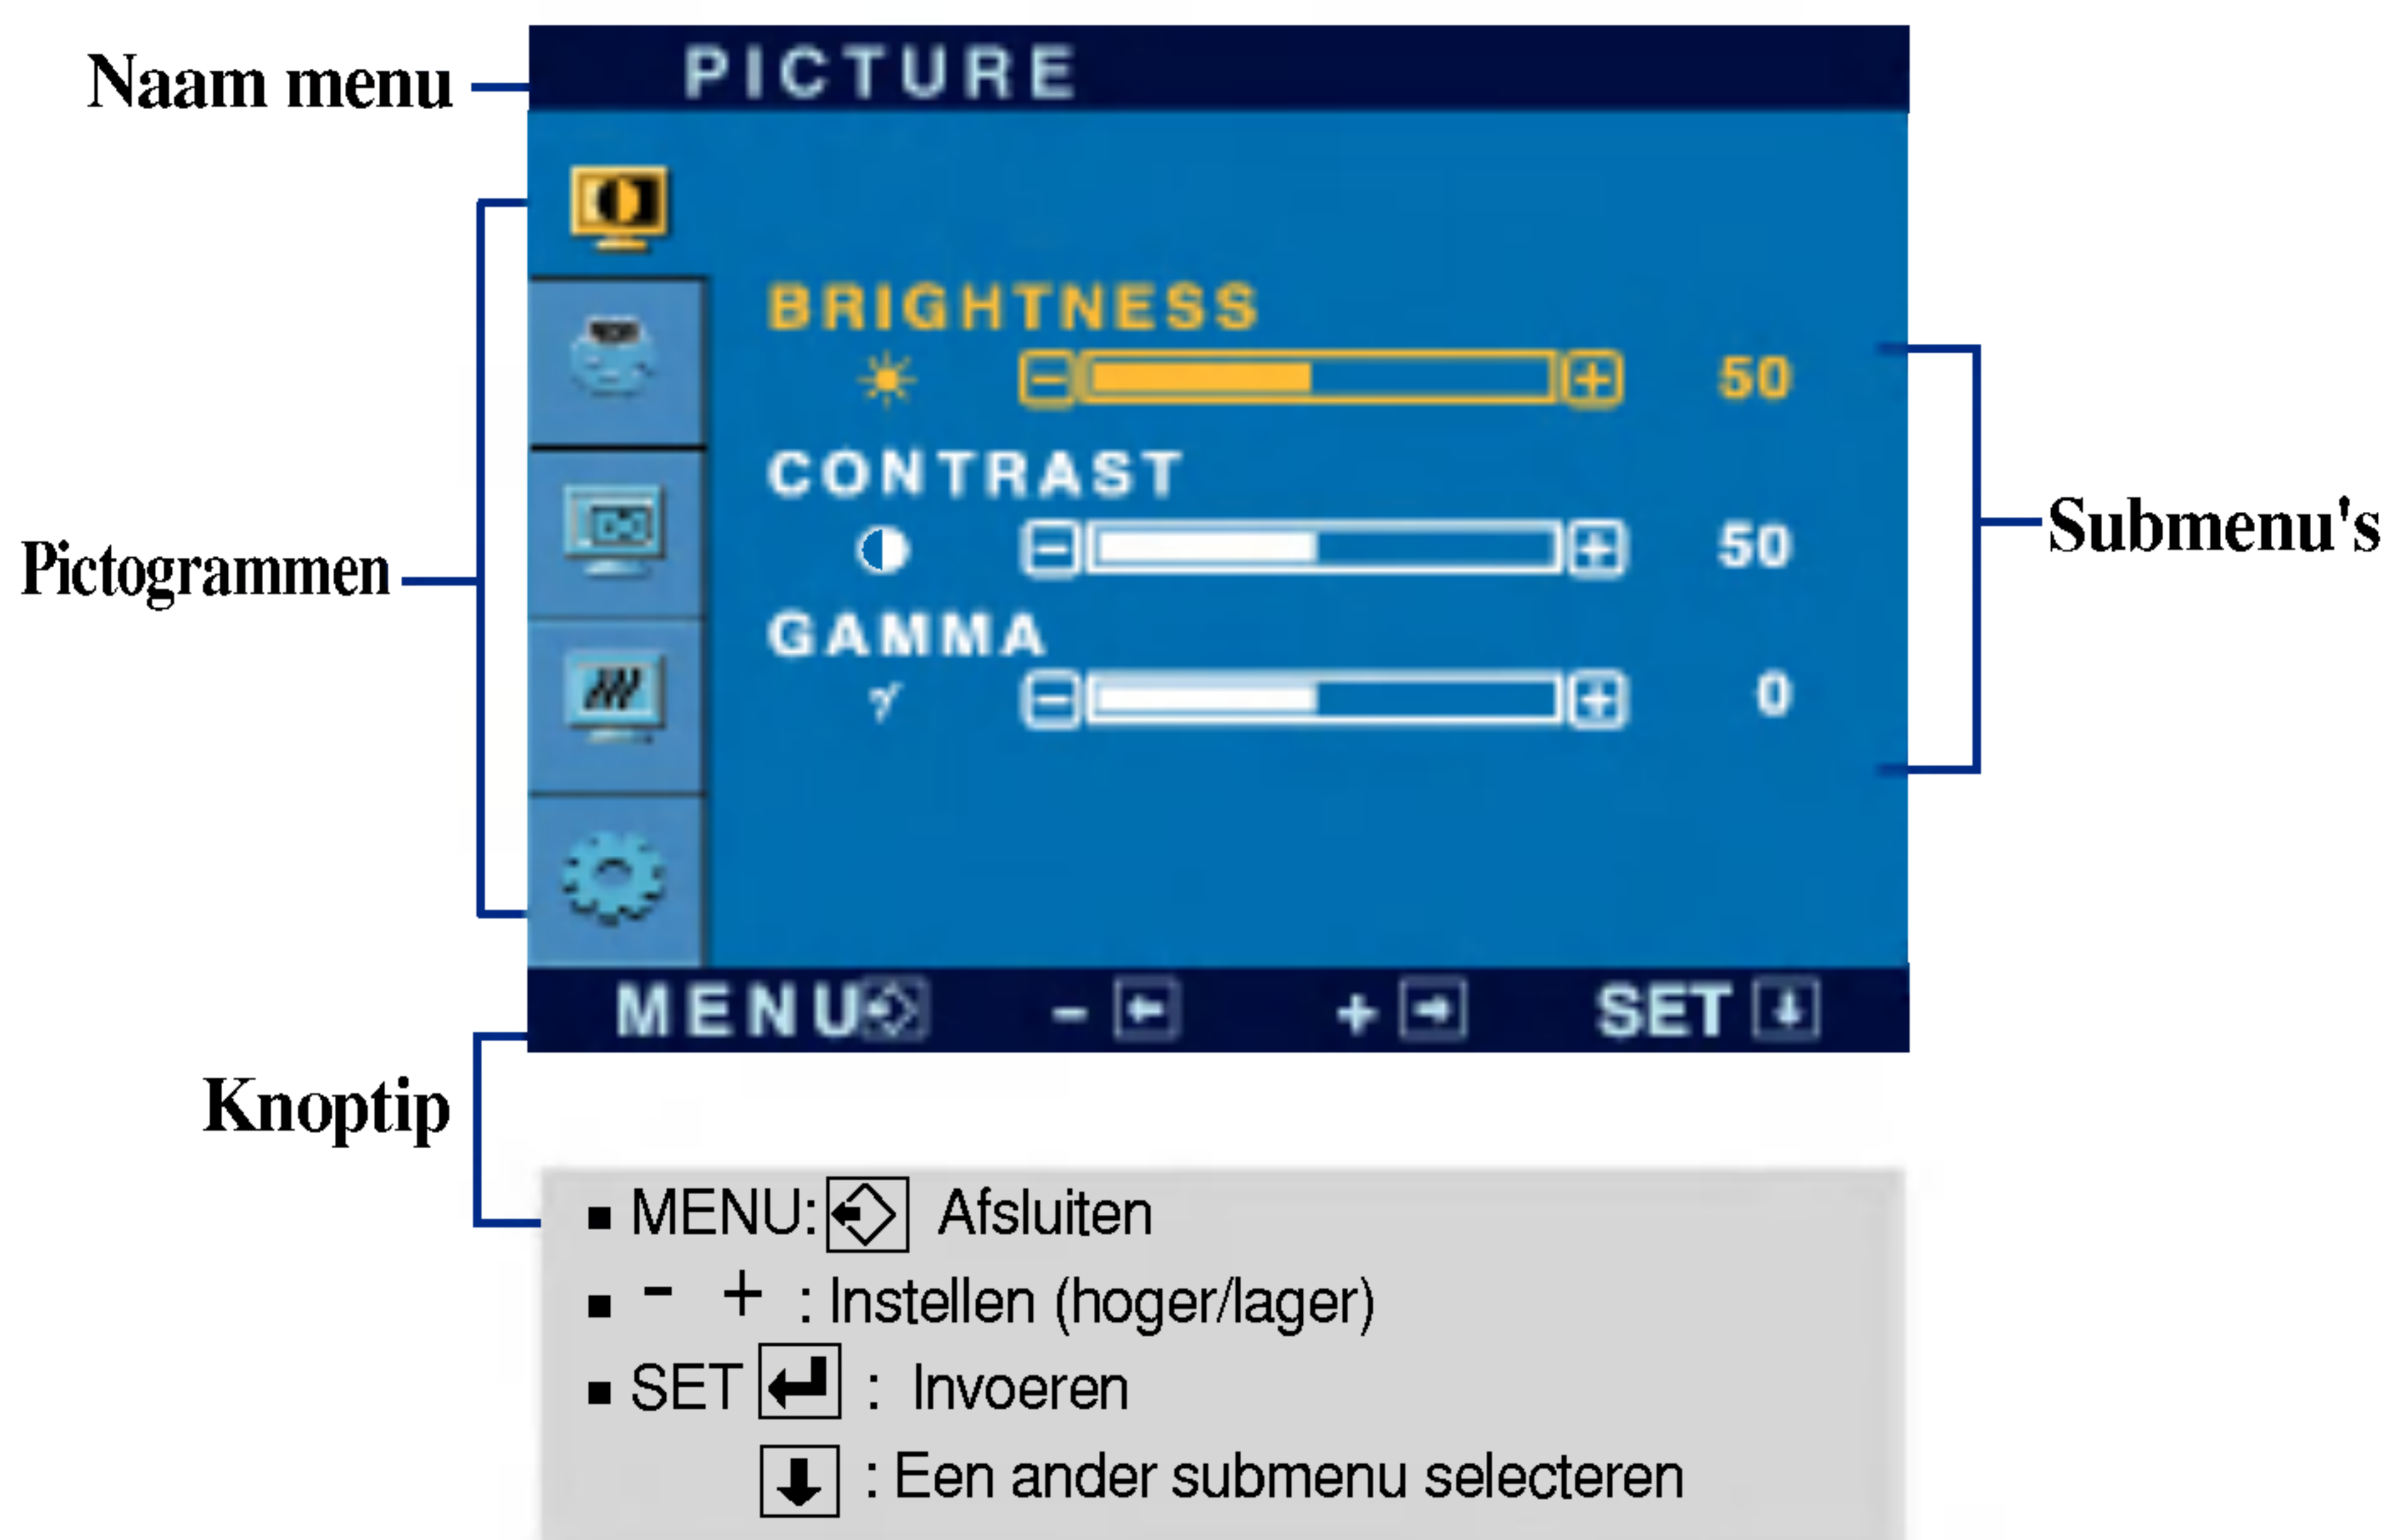 Naam menu
PICTURE
BRIGHTNESS
50
CONTRAST
50
GAMMA
γ
0
Pictogrammen
Submenu's
MENU - + SET
Knoptip
■ MENU: Afsluiten
■ - + : Instellen (hoger/lager)
■ SET : Invoeren
: Een ander submenu selecteren